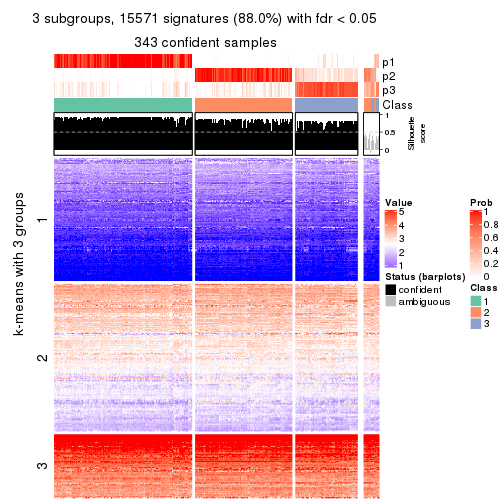 3 subgroups, 15571 signatures (88.0%) with fdr < 0.05
343 confident samples
p1
p2
p3
Class
1
0.5
0
Silhouette
score
k-means with 3 groups
1
2
3
Value
5
4
3
2
1
Status (barplots)
confident
ambiguous
Prob
1
0.8
0.6
0.4
0.2
0
Class
1
2
3